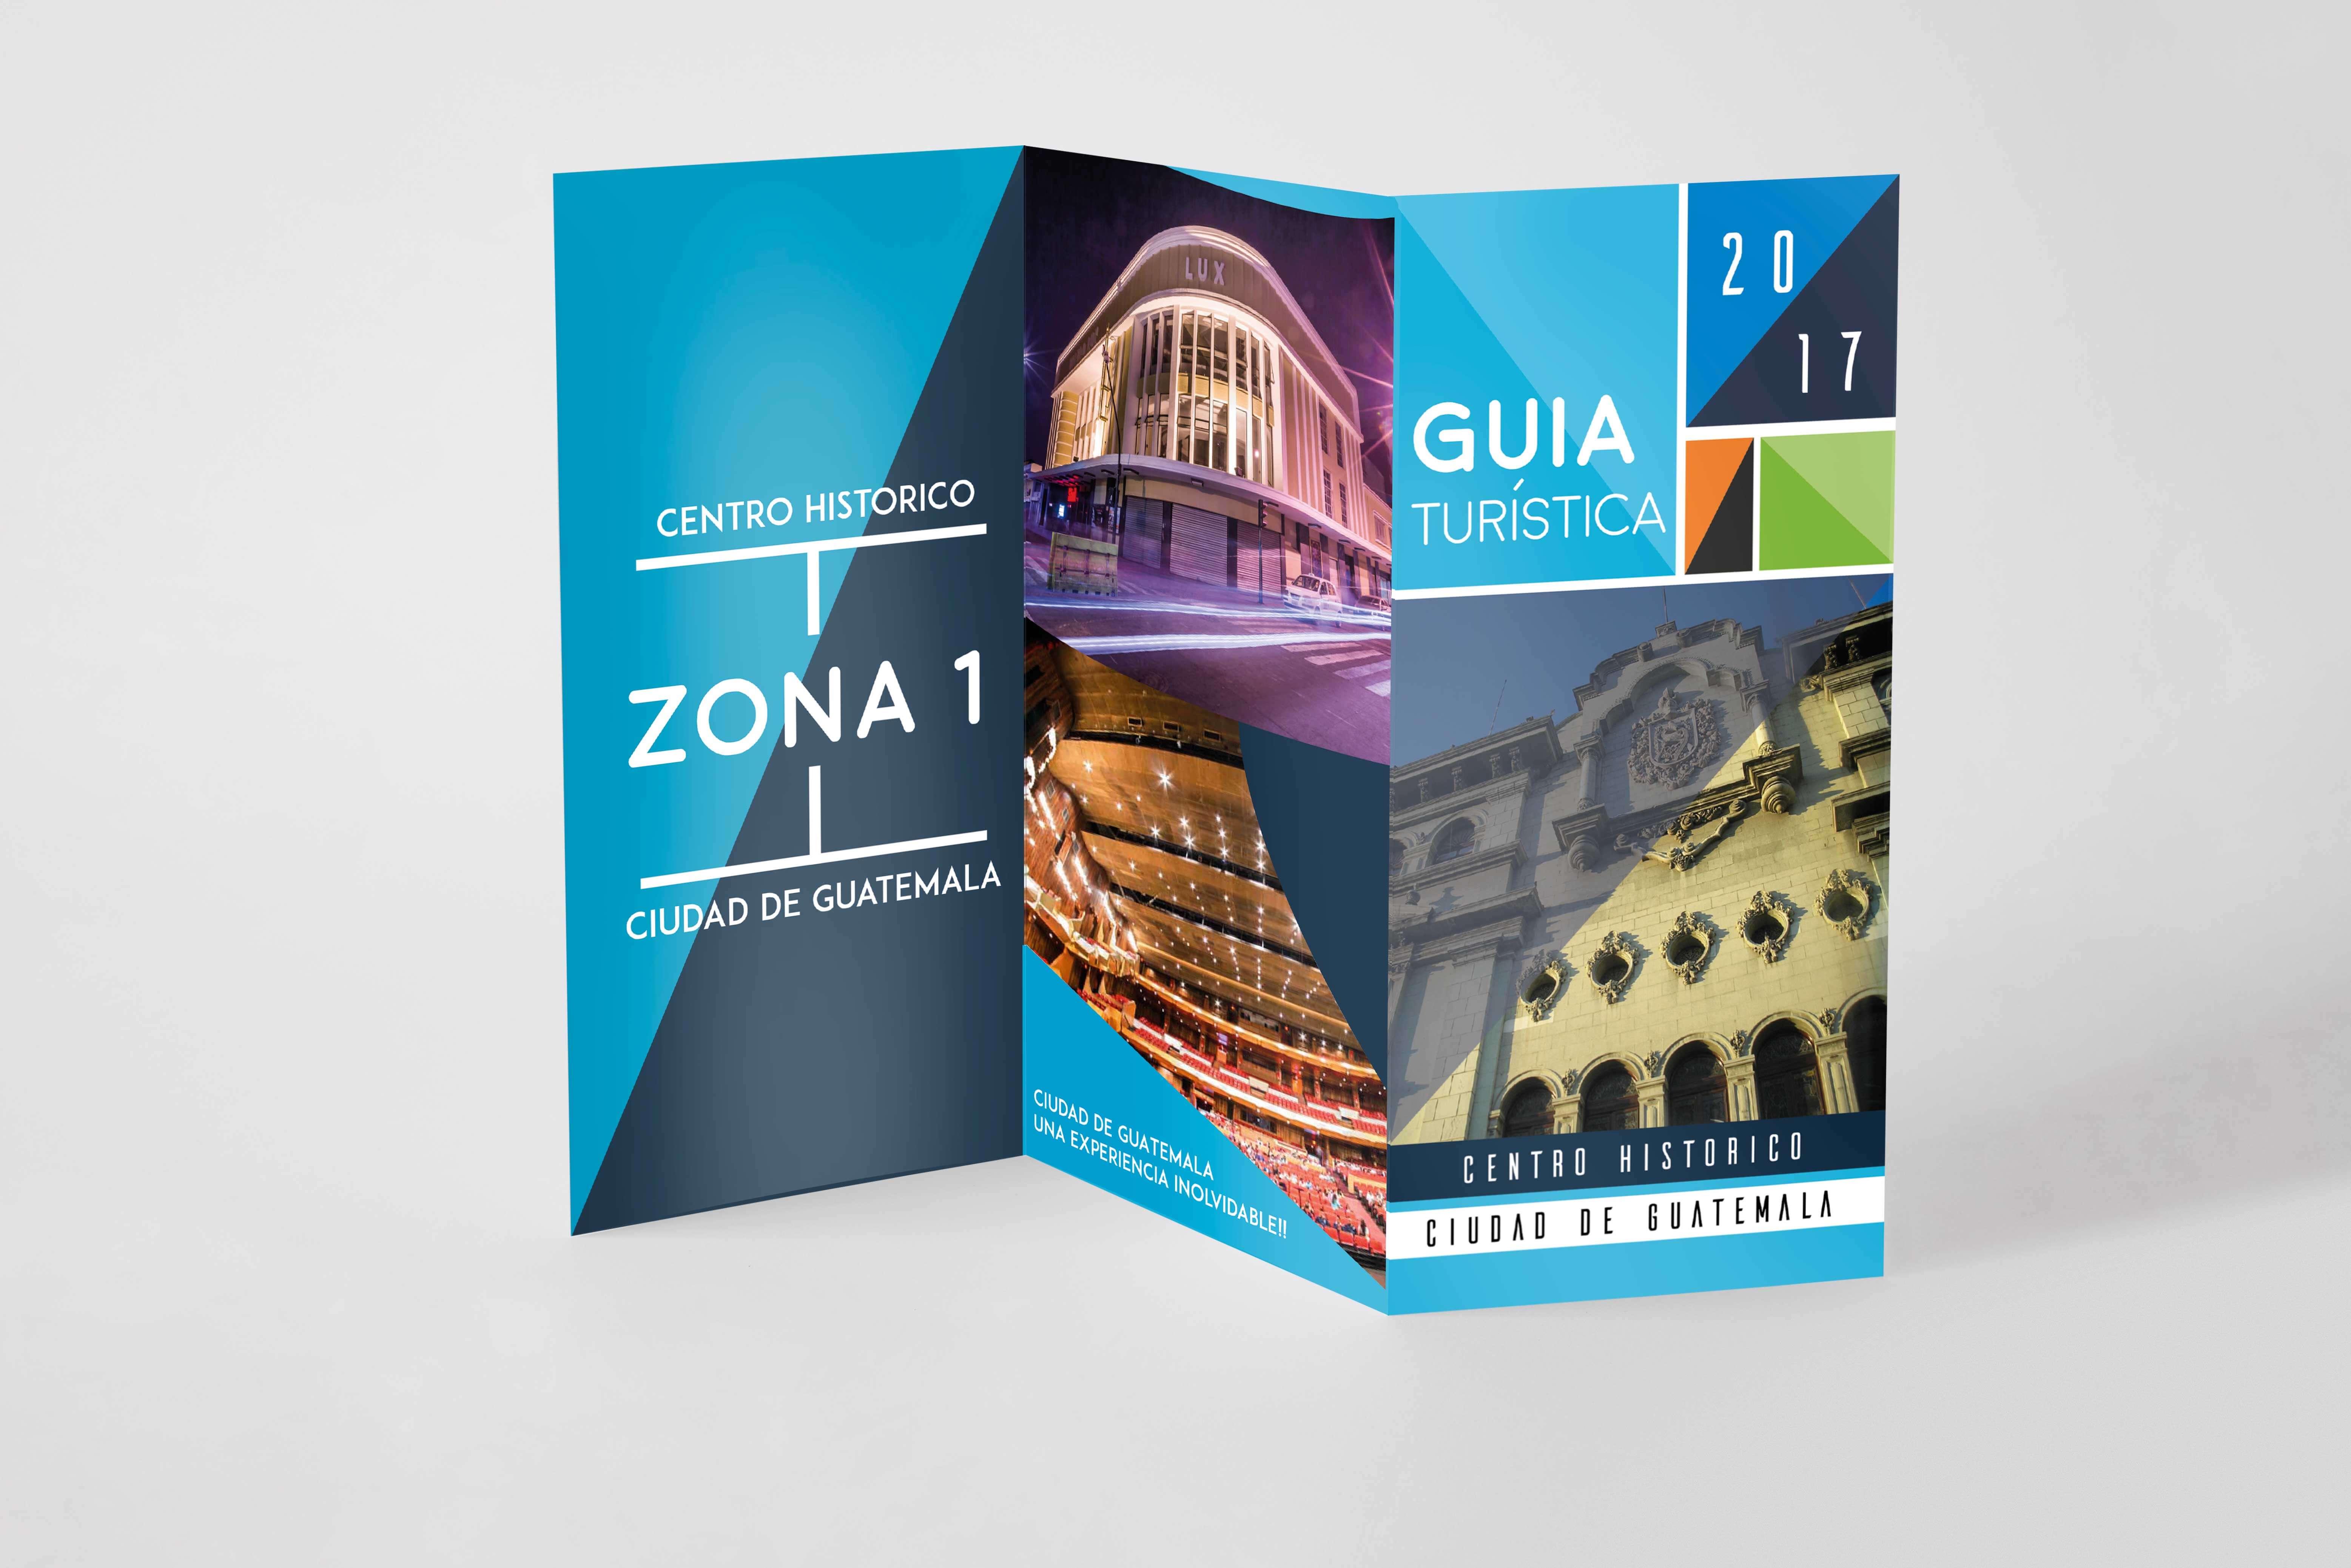 CENTRO HISTORICO
ZONA 1
CIUDAD DE GUATEMALA
LUX
CIUDAD DE GUATEMALA
UNA EXPERIENCIA INOLVIDABLE!!
20
17
GUIA
TURÍSTICA
CENTRO HISTORICO
CIUDAD DE GUATEMALA